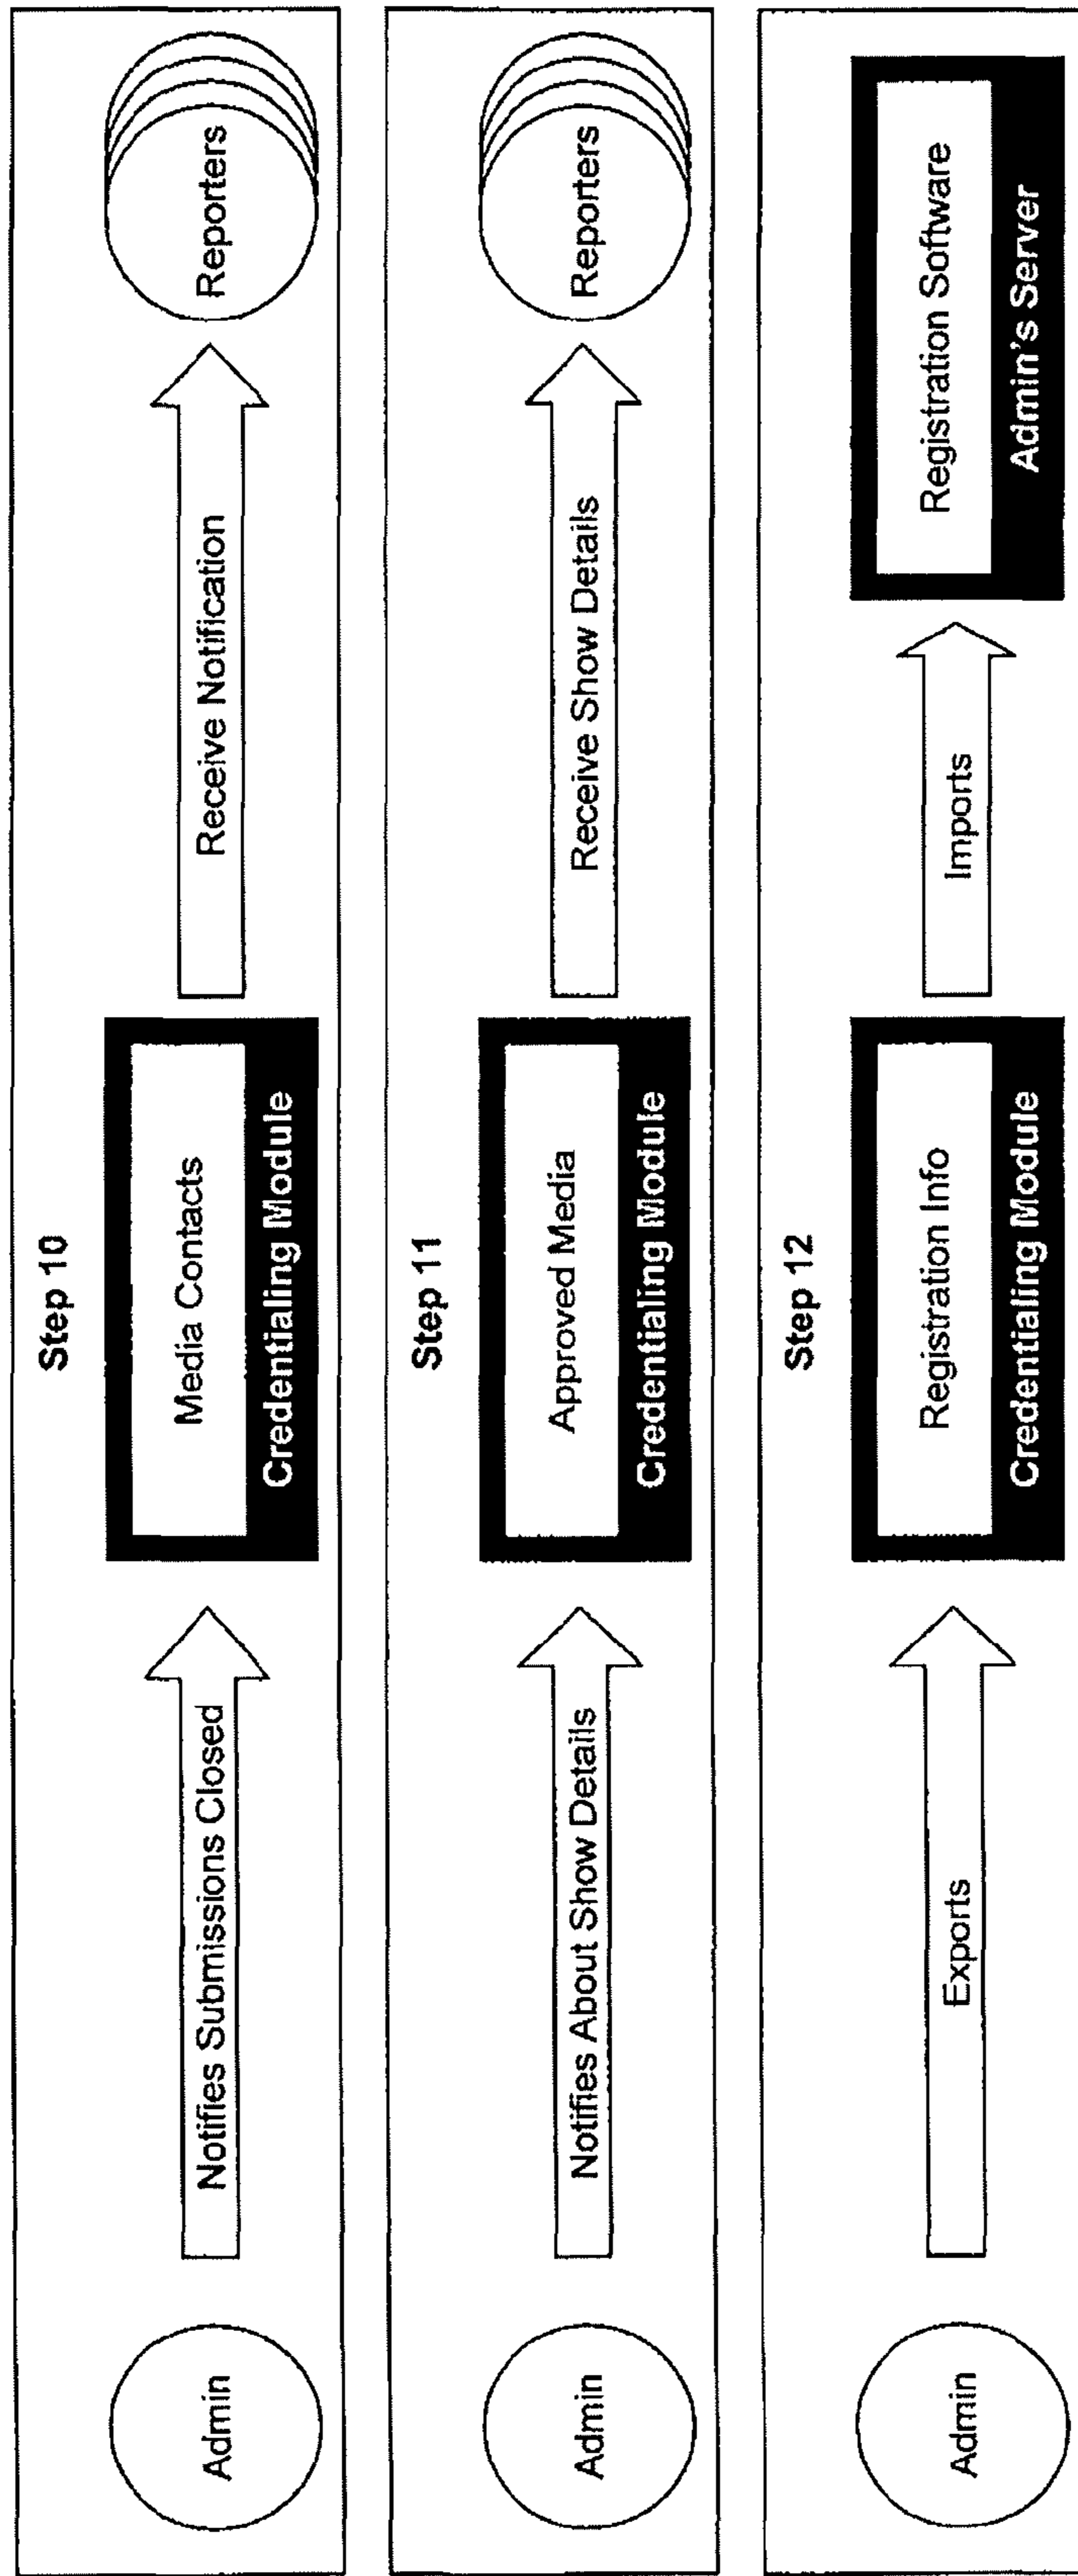 Step 10
Admin
Notifies Submissions Closed
Media Contacts
Credentialing Module
Receive Notification
Reporters
Step 11
Admin
Notifies About Show Details
Approved Media
Credentialing Module
Receive Show Details
Reporters
Step 12
Admin
Exports
Registration Info
Credentialing Module
Imports
Registration Software
Admin's Server